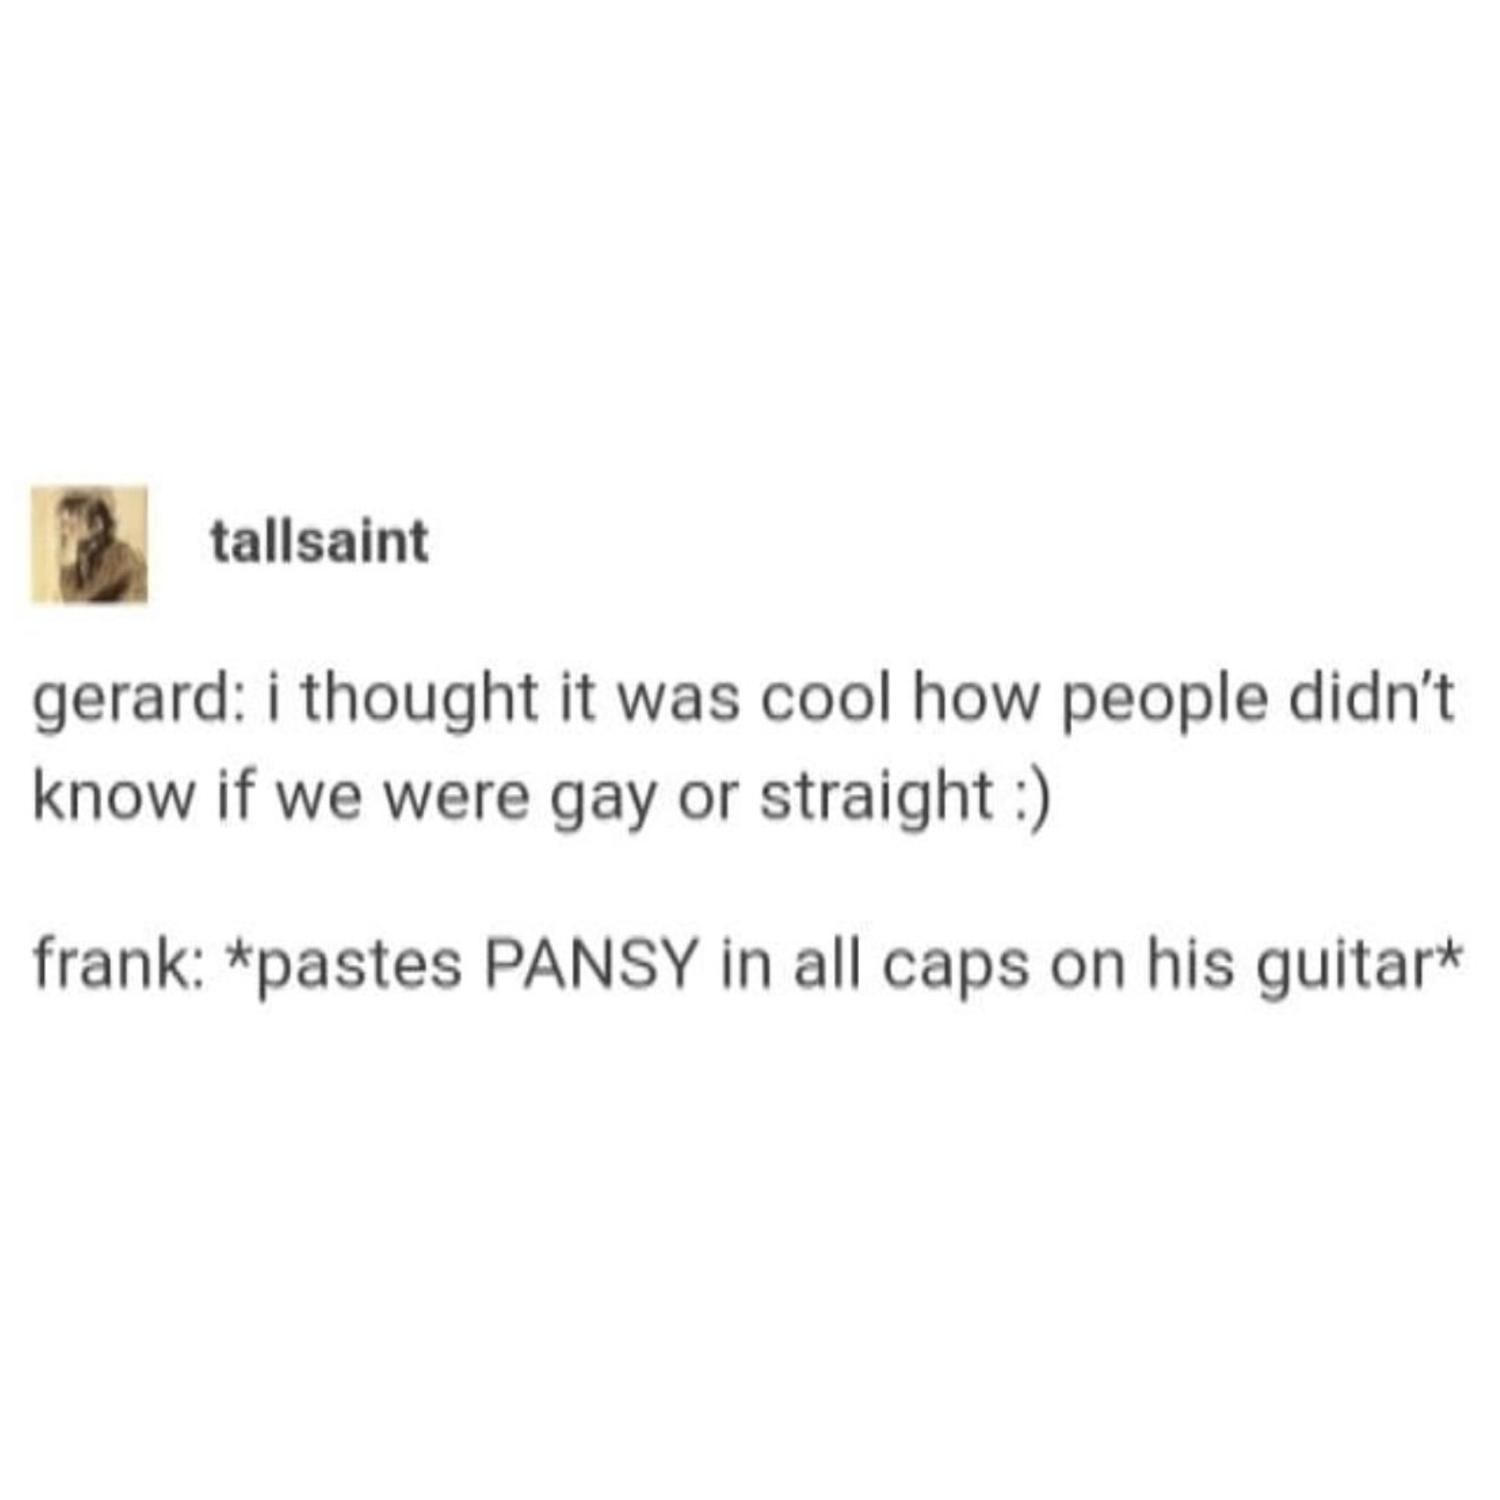 tallsaint
gerard: i thought it was cool how people didn’t
know if we were gay or straight :)
frank: *pastes PANSY in all caps on his guitar*